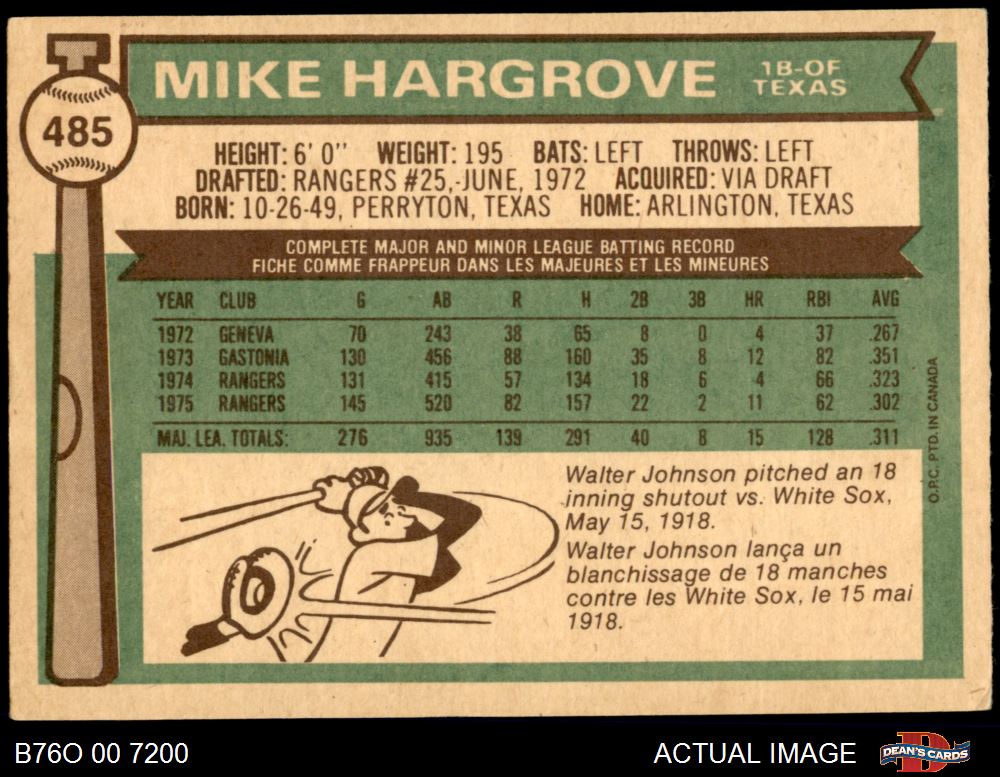 MIKE HARGROVE
1B-OF
TEXAS
485
HEIGHT: 6' 0" WEIGHT: 195 BATS: LEFT THROWS: LEFT
DRAFTED: RANGERS #25,-JUNE, 1972 ACQUIRED: VIA DRAFT
BORN: 10-26-49, PERRYTON, TEXAS HOME: ARLINGTON, TEXAS
COMPLETE MAJOR AND MINOR LEAGUE BATTING RECORD
FICHE COMME FRAPPEUR DANS LES MAJEURES ET LES MINEURES
YEAR CLUB G AB R H 2B 3B HR RBI AVG
1972 GENEVA 70 243 38 65 8 0 4 37 .267
1973 GASTONIA 130 456 88 160 35 8 12 82 .351
1974 RANGERS 131 415 57 134 18 6 4 66 .323
1975 RANGERS 145 520 82 157 22 2 11 62 .302
MAJ. LEA. TOTALS: 276 935 139 291 40 8 15 128 .311
O.P.C. PTD. IN CANADA
Walter Johnson pitched an 18
inning shutout vs. White Sox,
May 15, 1918.
Walter Johnson lança un
blanchissage de 18 manches
contre les White Sox, le 15 mai
1918.
B76O 00 7200
ACTUAL IMAGE
DEAN'S CARDS